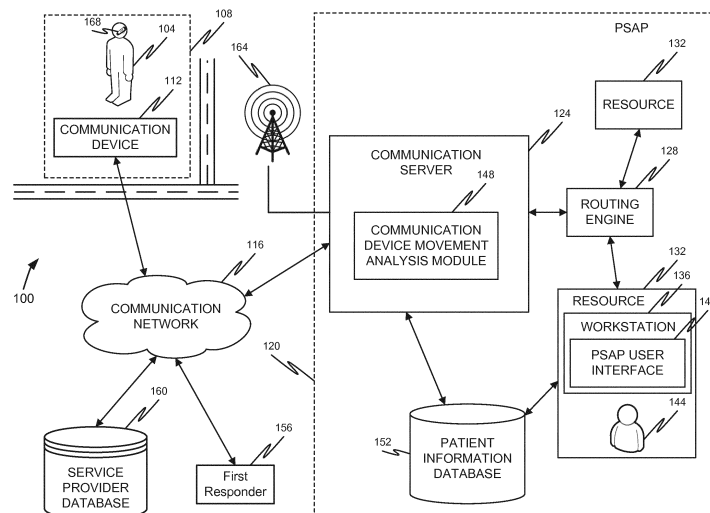 168
104
108
164
PSAP
132
112
RESOURCE
COMMUNICATION
DEVICE
124
COMMUNICATION
SERVER
128
148
ROUTING
ENGINE
COMMUNICATION
DEVICE MOVEMENT
ANALYSIS MODULE
116
132
100
COMMUNICATION
NETWORK
RESOURCE
136
14
WORKSTATION
PSAP USER
INTERFACE
120
160
156
144
152
PATIENT
INFORMATION
DATABASE
SERVICE
PROVIDER
DATABASE
First
Responder